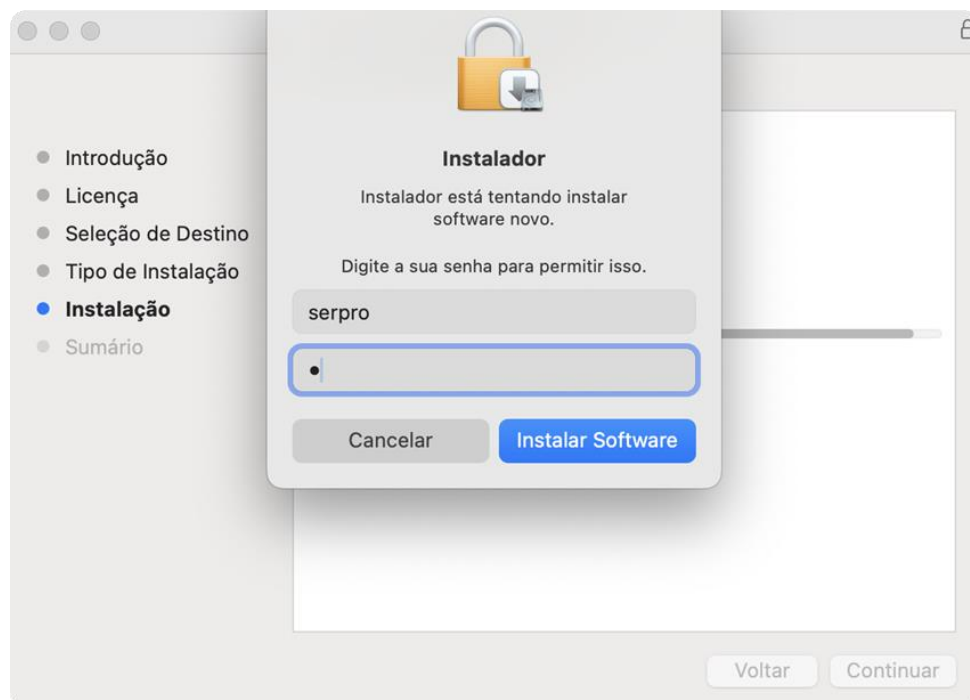 Introdução
Licença
Seleção de Destino
Tipo de Instalação
Instalação
Sumário
Instalador
Instalador está tentando instalar
software novo.
Digite a sua senha para permitir isso.
serpro
•
Cancelar
Instalar Software
Voltar
Continuar